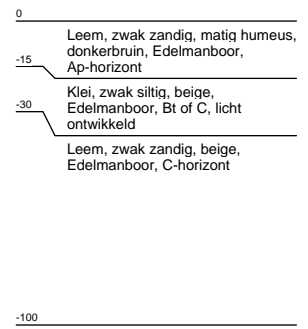 0
Leem, zwak zandig, matig humeus,
donkerbruin, Edelmanboor,
Ap-horizont
-15
Klei, zwak siltig, beige,
Edelmanboor, Bt of C, licht
ontwikkeld
-30
Leem, zwak zandig, beige,
Edelmanboor, C-horizont
-100